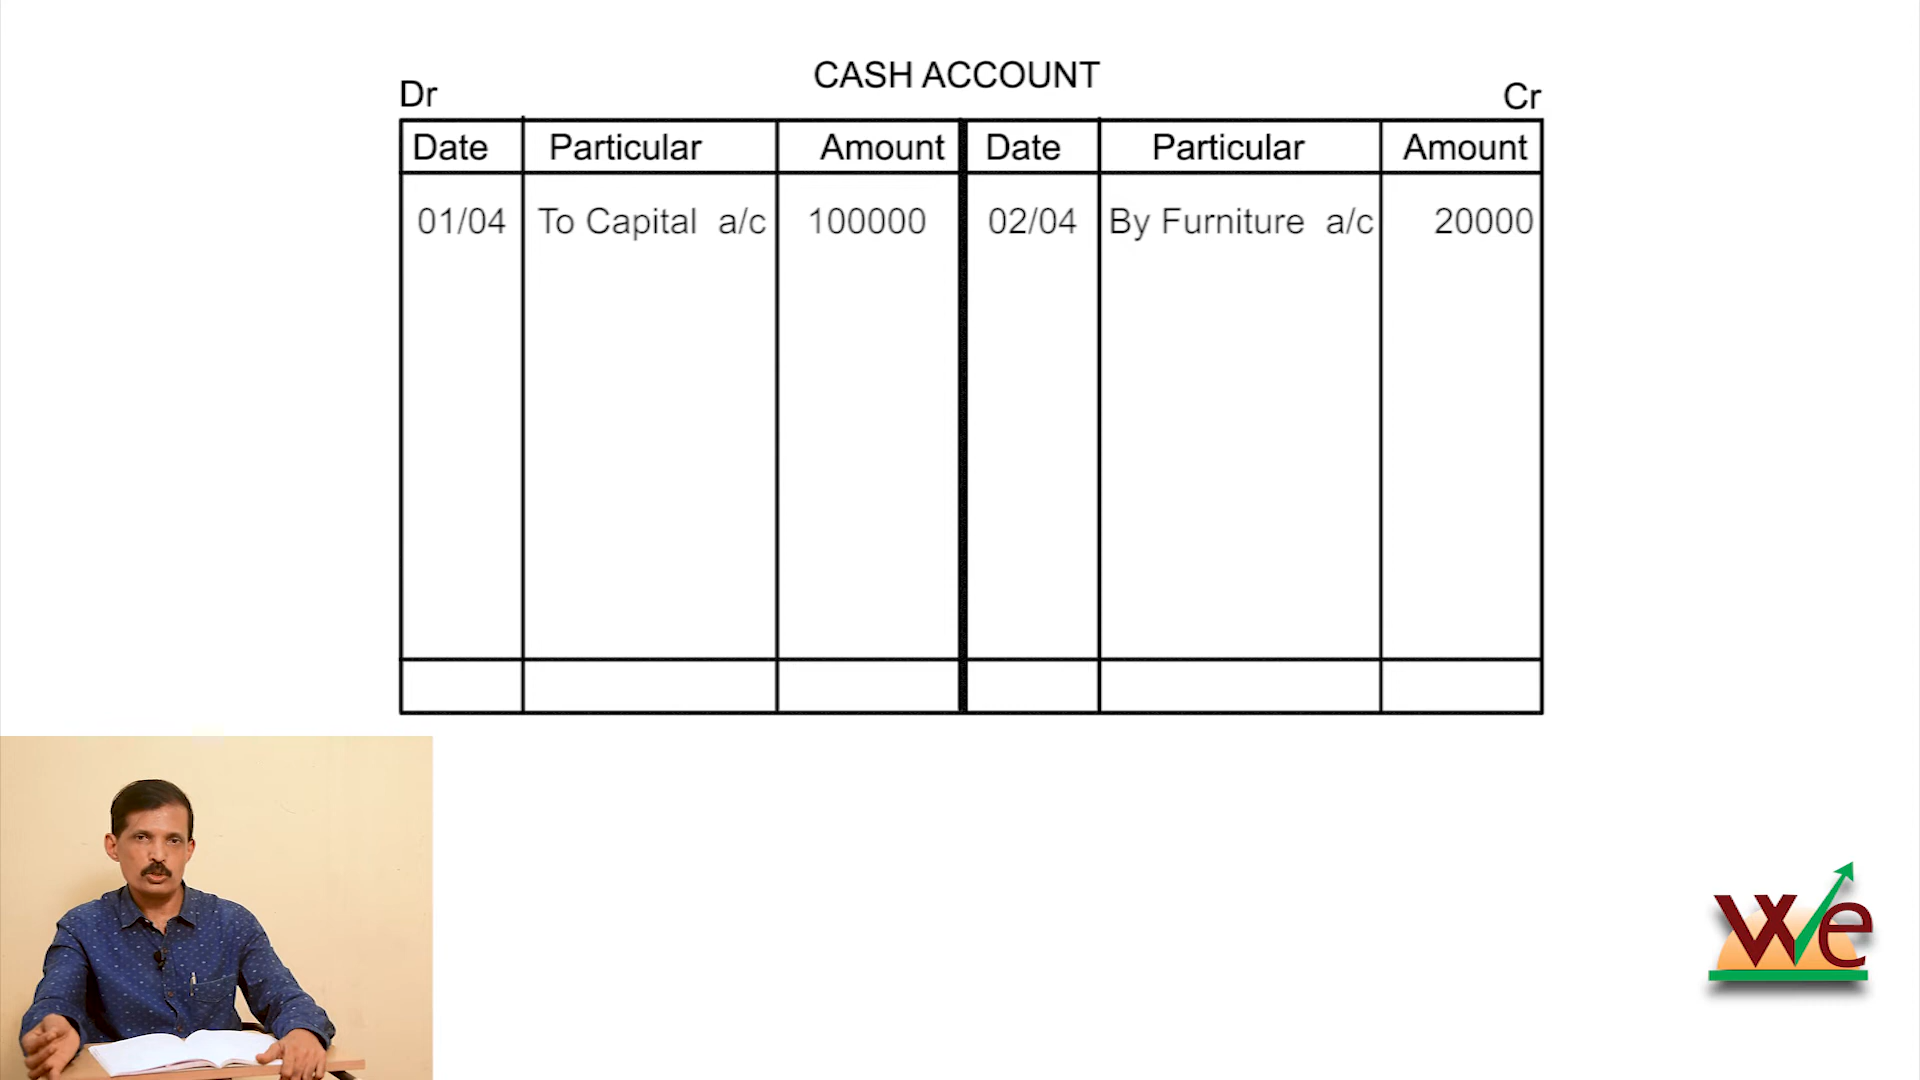 CASH ACCOUNT
Dr Cr
Date Particular Amount Date Particular Amount
01/04 To Capital a/c 100000 02/04 By Furniture a/c 20000
We